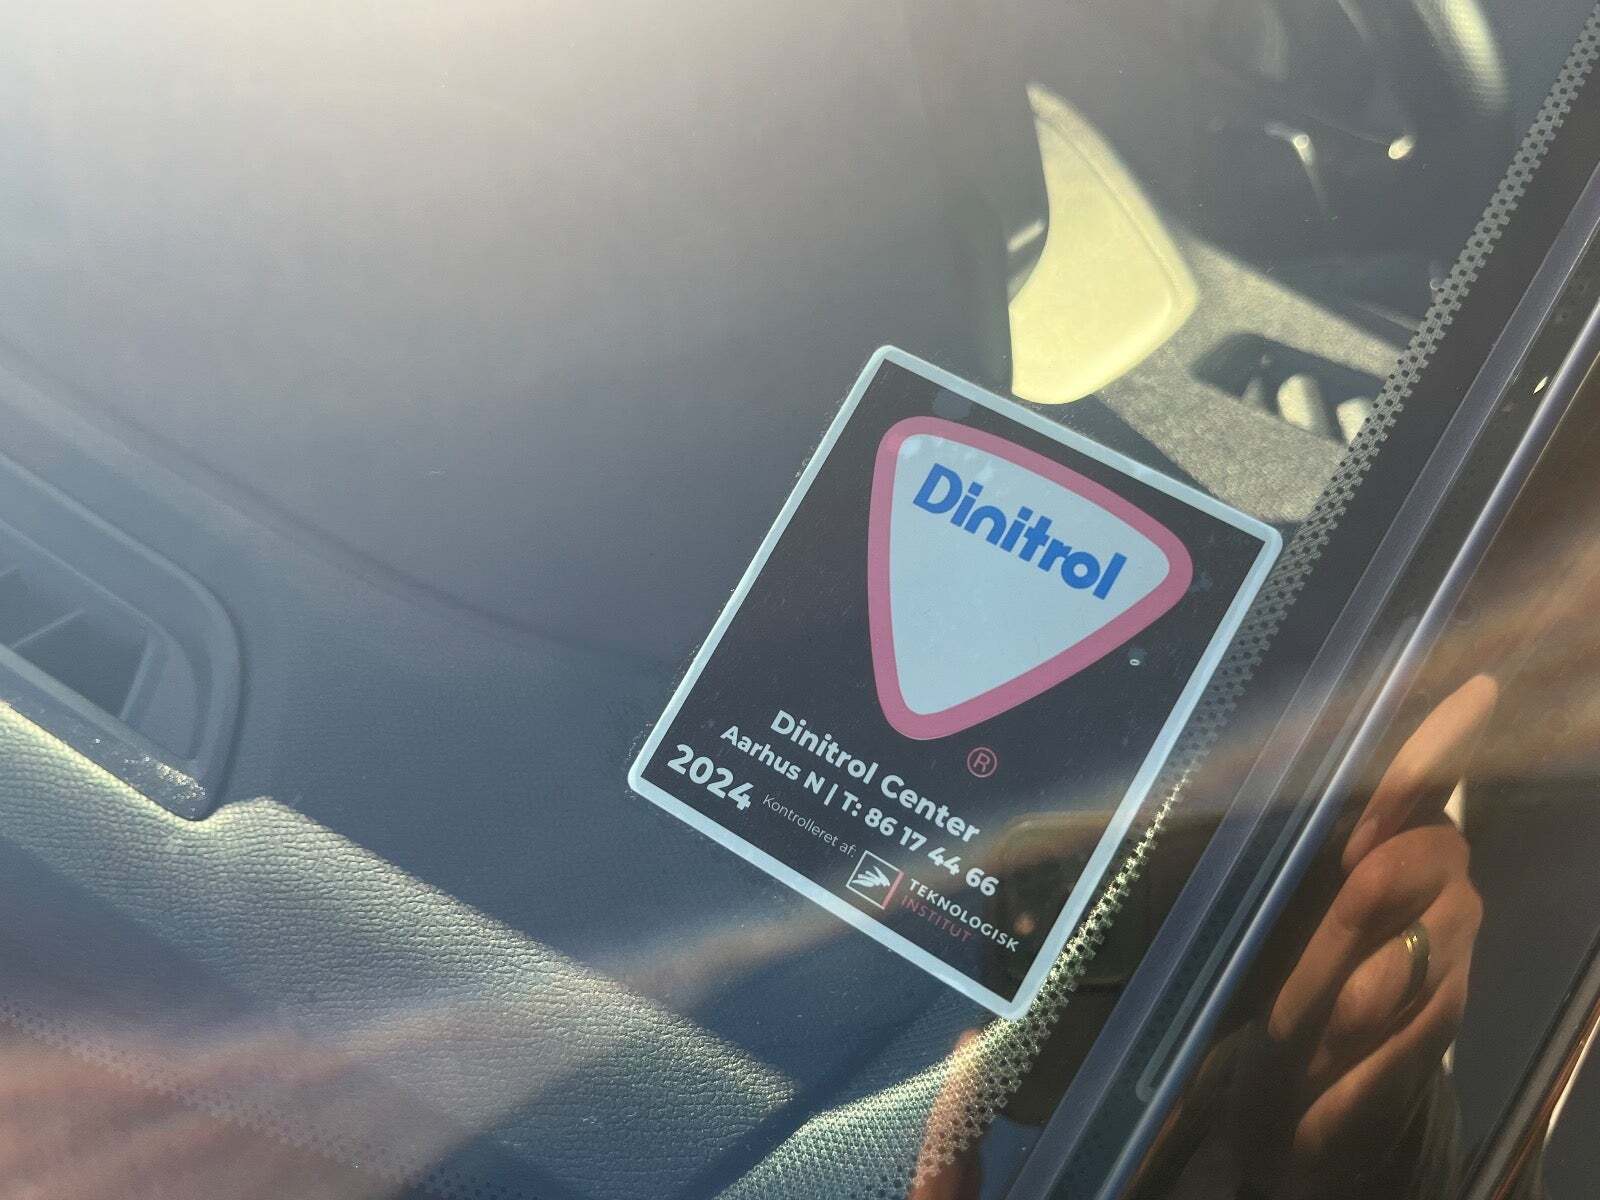 Dinitrol
®
Dinitrol Center
Aarhus N | T: 86 17 44 66
2024 Kontrolleret af:
TEKNOLOGISK
INSTITUT